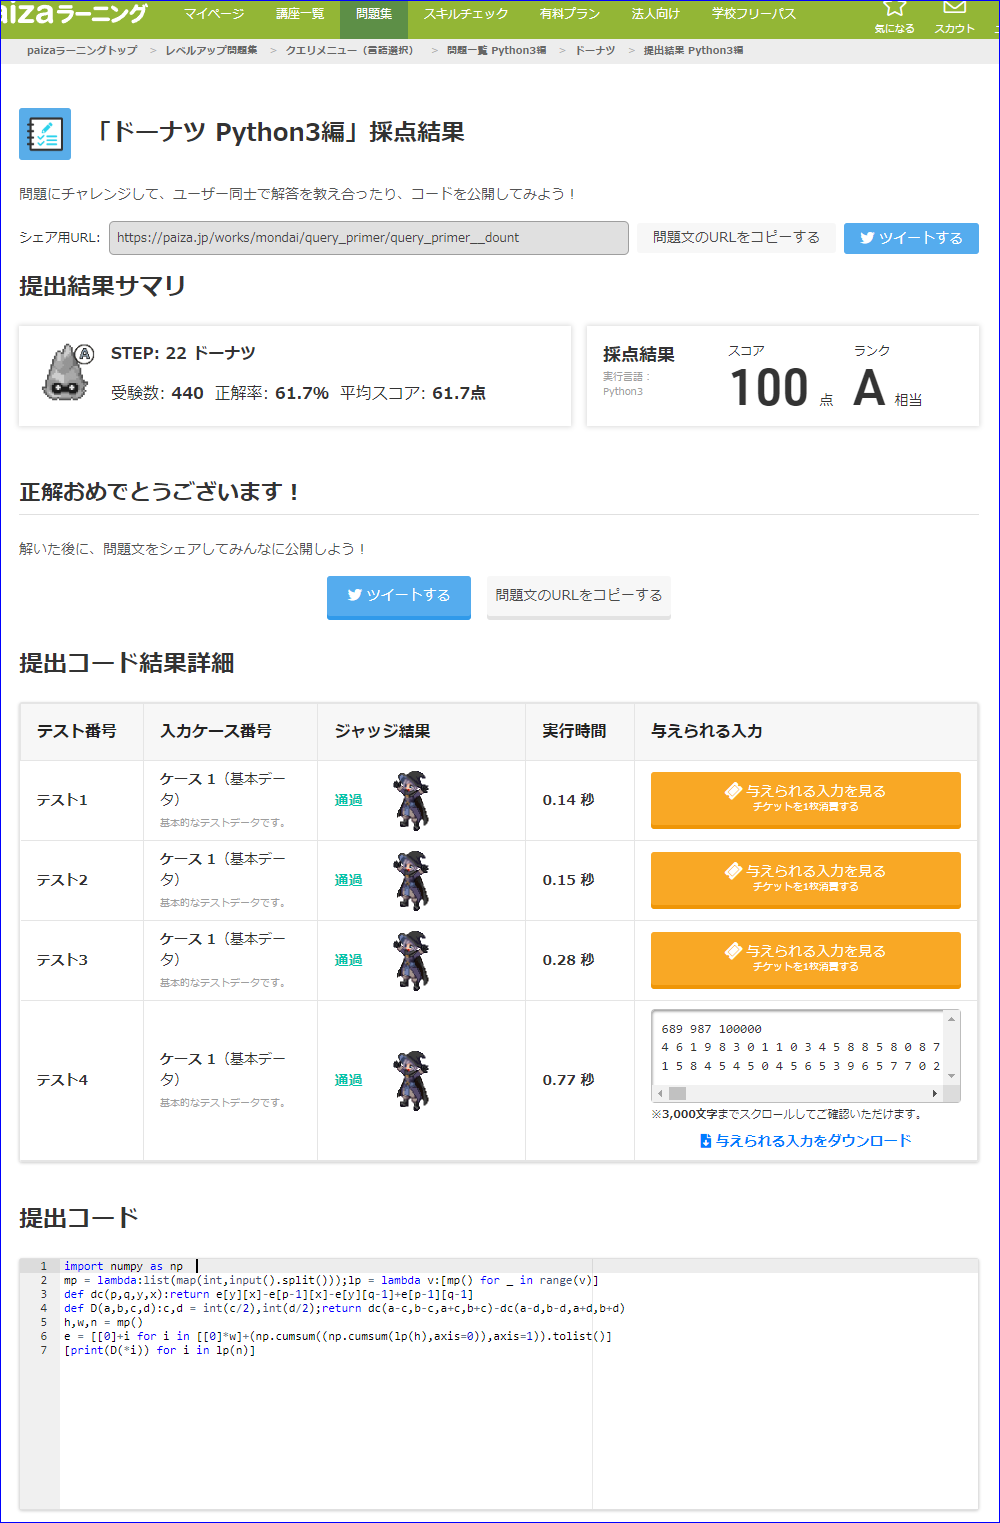 paizaラーニング マイページ 講座一覧 問題集 スキルチェック 有料プラン 法人向け 学校フリーパス 気になる スカウト
paizaラーニングトップ > レベルアップ問題集 > クエリメニュー（言語選択） > 問題一覧 Python3編 > ドーナツ > 提出結果 Python3編
「ドーナツ Python3編」採点結果
問題にチャレンジして、ユーザー同士で解答を教え合ったり、コードを公開してみよう！
シェア用URL: https://paiza.jp/works/mondai/query_primer/query_primer__dount 問題文のURLをコピーする ツイートする
提出結果サマリ
A STEP: 22 ドーナツ
受験数: 440 正解率: 61.7% 平均スコア: 61.7点
採点結果 スコア ランク
実行言語：
Python3
100 点 A 相当
正解おめでとうございます！
解いた後に、問題文をシェアしてみんなに公開しよう！
ツイートする 問題文のURLをコピーする
提出コード結果詳細
テスト番号 入力ケース番号 ジャッジ結果 実行時間 与えられる入力
テスト1 ケース 1（基本データ） 基本的なテストデータです。 通過 0.14 秒 与えられる入力を見る チケットを1枚消費する
テスト2 ケース 1（基本データ） 基本的なテストデータです。 通過 0.15 秒 与えられる入力を見る チケットを1枚消費する
テスト3 ケース 1（基本データ） 基本的なテストデータです。 通過 0.28 秒 与えられる入力を見る チケットを1枚消費する
テスト4 ケース 1（基本データ） 基本的なテストデータです。 通過 0.77 秒
689 987 100000
4 6 1 9 8 3 0 1 1 0 3 4 5 8 8 5 8 0 8 7
1 5 8 4 5 4 5 0 4 5 6 5 3 9 6 5 7 7 0 2
※3,000文字までスクロールしてご確認いただけます。
与えられる入力をダウンロード
提出コード
1 import numpy as np
2 mp = lambda:list(map(int,input().split()));lp = lambda v:[mp() for _ in range(v)]
3 def dc(p,q,y,x):return e[y][x]-e[p-1][x]-e[y][q-1]+e[p-1][q-1]
4 def D(a,b,c,d):c,d = int(c/2),int(d/2);return dc(a-c,b-c,a+c,b+c)-dc(a-d,b-d,a+d,b+d)
5 h,w,n = mp()
6 e = [[0]+i for i in [[0]*w]+(np.cumsum((np.cumsum(lp(h),axis=0)),axis=1)).tolist()]
7 [print(D(*i)) for i in lp(n)]